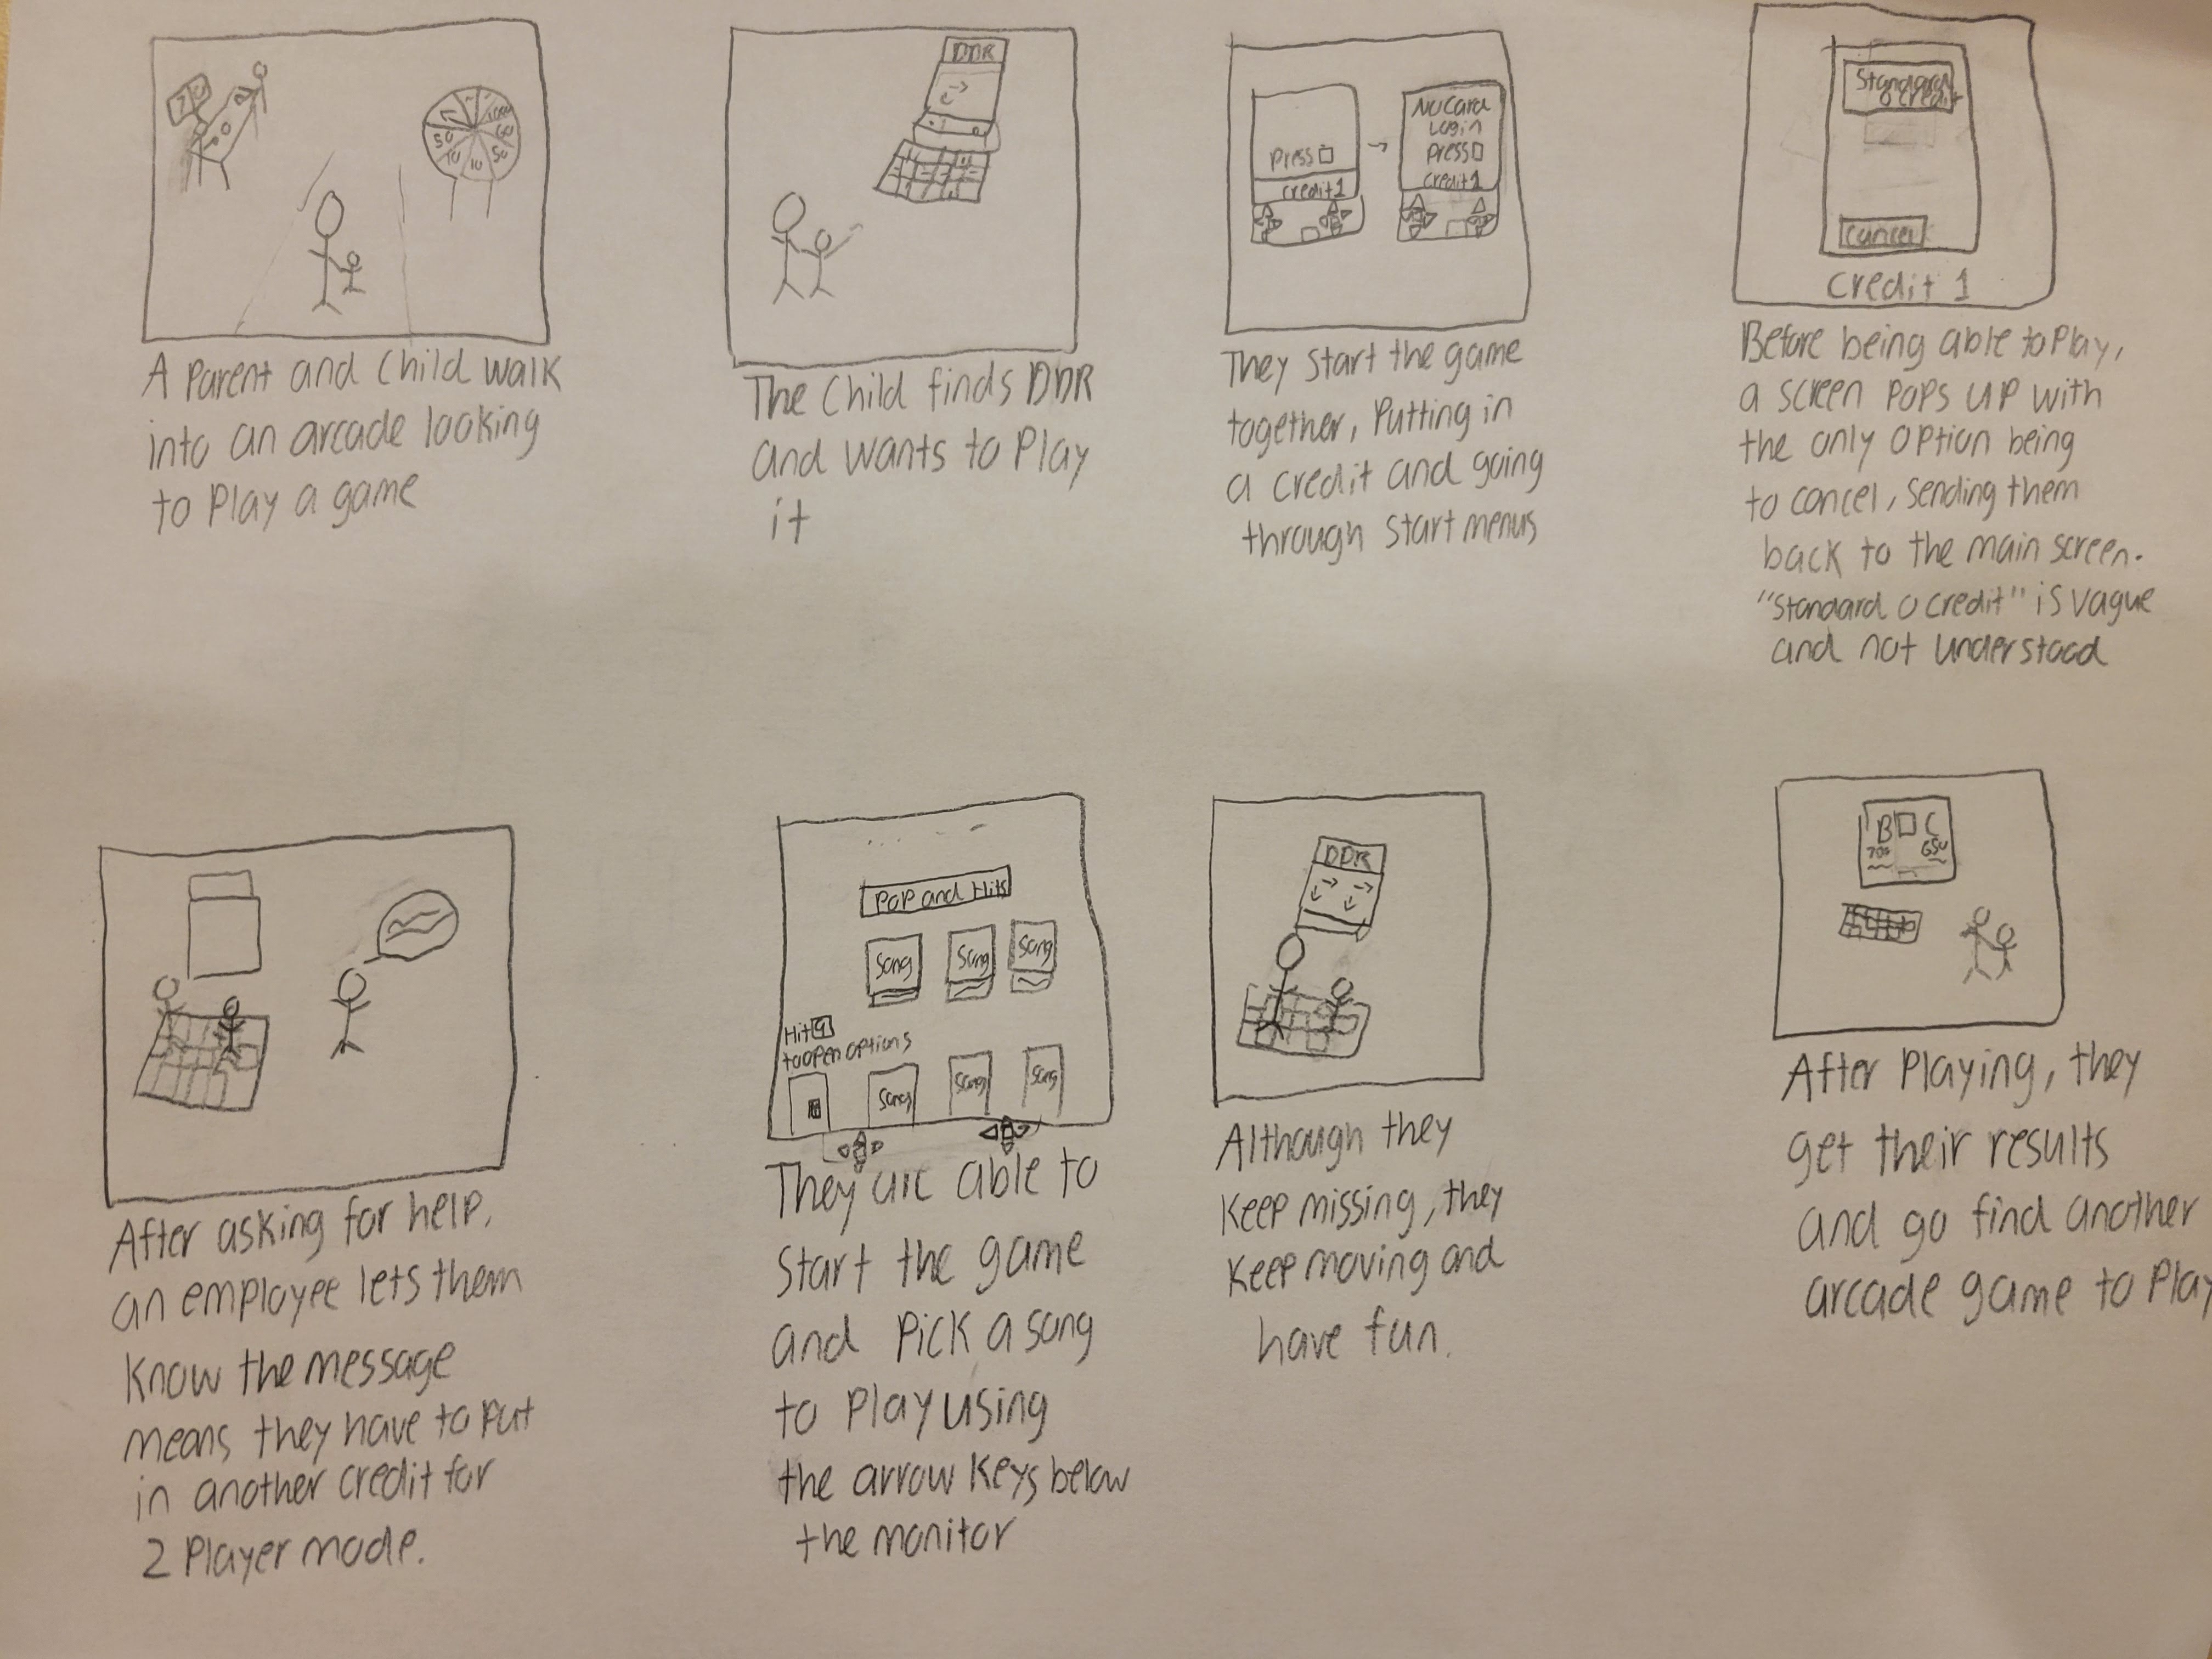 50
10
10
50
A Parent and Child walk
into an arcade looking
to Play a game
DDR
The Child finds DDR
and wants to Play
it
Press
credit 1
No Card
Login
Press
credit 1
They start the game
together, Putting in
a credit and going
through start menus
Standard
0 credit
Cancel
Credit 1
Before being able to Play,
a screen Pops up with
the only option being
to cancel, sending them
back to the main screen.
"Standard 0 credit" is vague
and not understood
After asking for help,
an employee lets them
Know the message
means they have to put
in another credit for
2 Player mode.
Pop and Hits
Song
Song
Song
Hit
to open options
Song
Song
Song
They are able to
start the game
and Pick a song
to Play using
the arrow keys below
the monitor
DDR
Although they
Keep missing, they
Keep moving and
have fun.
B C
After Playing, they
get their results
and go find another
arcade game to Play